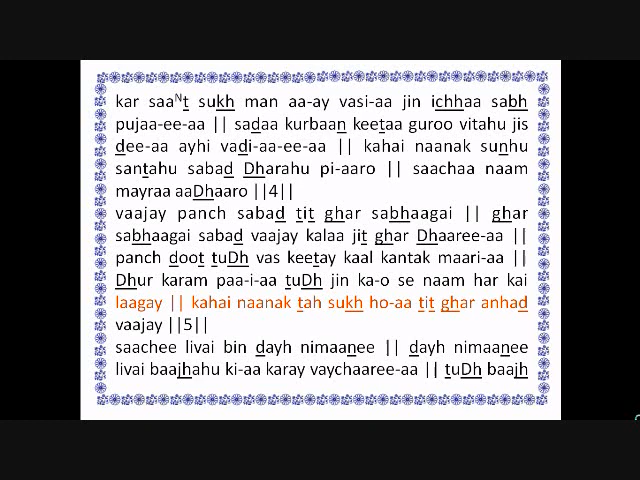 kar saaᴺt sukh man aa-ay vasi-aa jin ichhaa sabh
pujaa-ee-aa || sadaa kurbaan keetaa guroo vitahu jis
dee-aa ayhi vadi-aa-ee-aa || kahai naanak sunhu
santahu sabad Dharahu pi-aaro || saachaa naam
mayraa aaDhaaro ||4||
vaajay panch sabad tit ghar sabhaagai || ghar
sabhaagai sabad vaajay kalaa jit ghar Dhaaree-aa ||
panch doot tuDh vas keetay kaal kantak maari-aa ||
Dhur karam paa-i-aa tuDh jin ka-o se naam har kai
laagay || kahai naanak tah sukh ho-aa tit ghar anhad
vaajay ||5||
saachee livai bin dayh nimaanee || dayh nimaanee
livai baajhahu ki-aa karay vaychaaree-aa || tuDh baajh